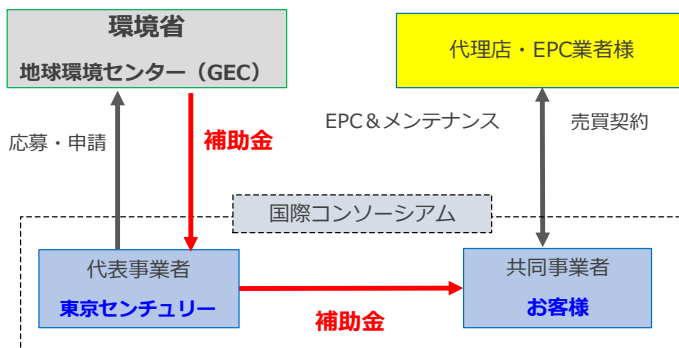 環境省
地球環境センター（GEC）
代理店・EPC業者様
応募・申請
補助金
EPC＆メンテナンス
売買契約
国際コンソーシアム
代表事業者
東京センチュリー
補助金
共同事業者
お客様